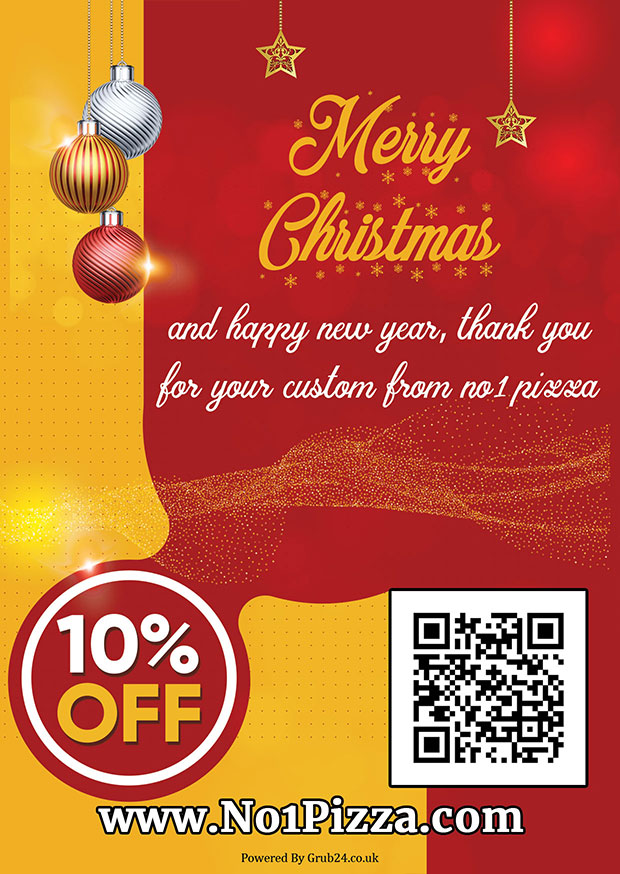 Merry
Christmas
and happy new year, thank you
for your custom from no1 pizza
10%
OFF
www.No1Pizza.com
Powered By Grub24.co.uk